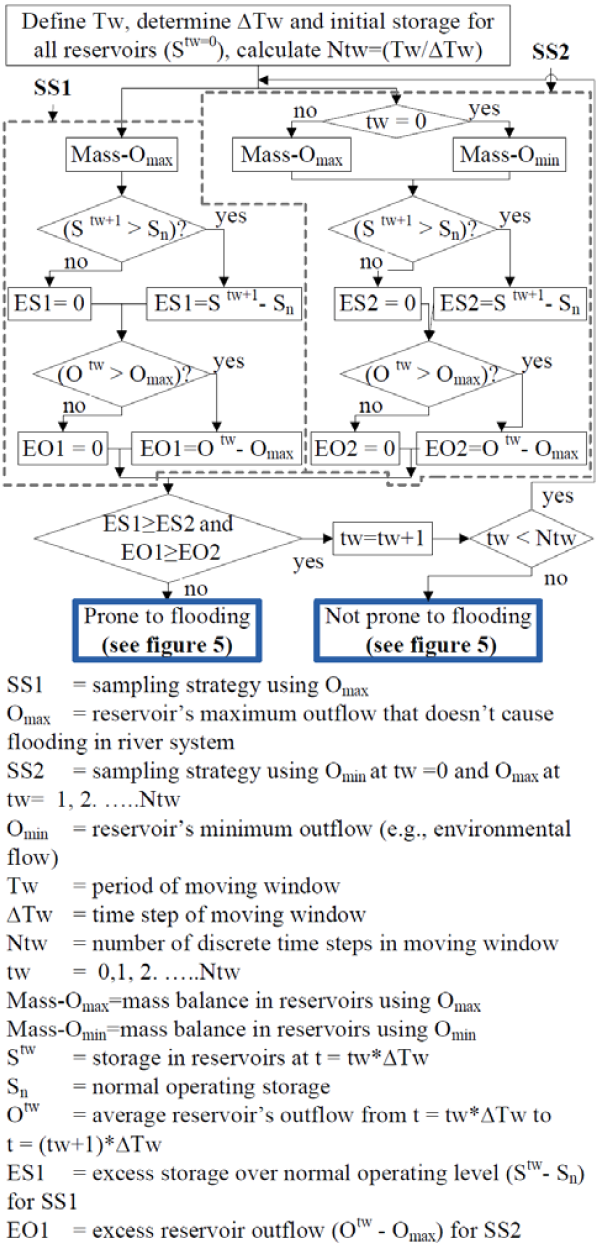 Define Tw, determine ΔTw and initial storage for
all reservoirs (S^tw=0), calculate Ntw=(Tw/ΔTw)
SS1
SS2
no
tw = 0
yes
Mass-Omax
Mass-Omax
Mass-Omin
(S^tw+1 > Sn)?
yes
(S^tw+1 > Sn)?
yes
no
no
ES1= 0
ES1=S^tw+1- Sn
ES2 = 0
ES2=S^tw+1- Sn
(O^tw > Omax)?
yes
(O^tw > Omax)?
yes
no
no
EO1 = 0
EO1=O^tw- Omax
EO2 = 0
EO2=O^tw- Omax
yes
ES1≥ES2 and
EO1≥EO2
yes
tw=tw+1
tw < Ntw
no
no
Prone to flooding
(see figure 5)
Not prone to flooding
(see figure 5)
SS1 = sampling strategy using Omax
Omax = reservoir's maximum outflow that doesn't cause
flooding in river system
SS2 = sampling strategy using Omin at tw =0 and Omax at
tw= 1, 2. …..Ntw
Omin = reservoir's minimum outflow (e.g., environmental
flow)
Tw = period of moving window
ΔTw = time step of moving window
Ntw = number of discrete time steps in moving window
tw = 0,1, 2. …..Ntw
Mass-Omax=mass balance in reservoirs using Omax
Mass-Omin=mass balance in reservoirs using Omin
S^tw = storage in reservoirs at t = tw*ΔTw
Sn = normal operating storage
O^tw = average reservoir's outflow from t = tw*ΔTw to
t = (tw+1)*ΔTw
ES1 = excess storage over normal operating level (S^tw- Sn)
for SS1
EO1 = excess reservoir outflow (O^tw - Omax) for SS2